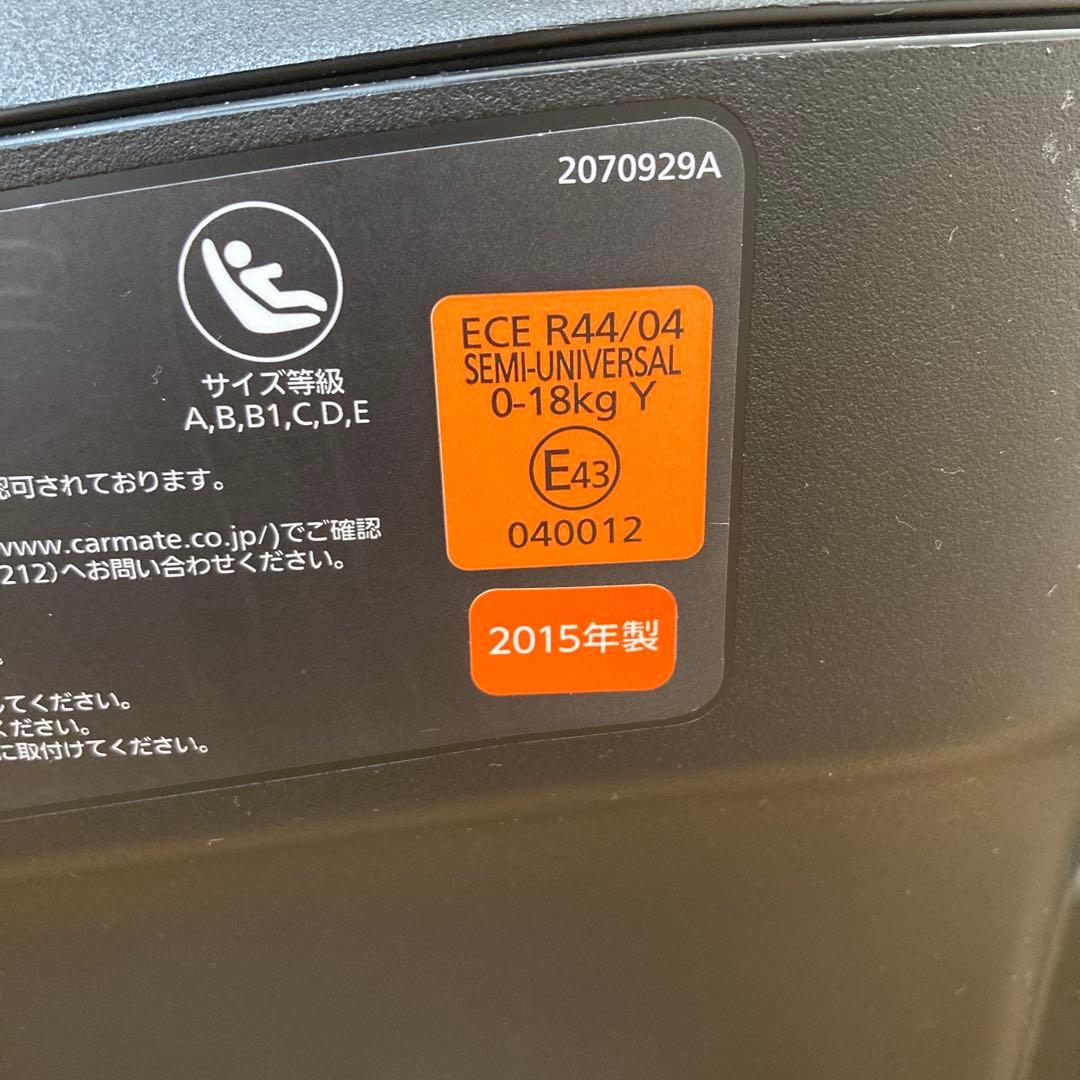 2070929A
サイズ等級
A,B,B1,C,D,E
ECE R44/04
SEMI-UNIVERSAL
0-18kg Y
E43
040012
認可されております。
www.carmate.co.jp/)でご確認
212)へお問い合わせください。
2015年製
してください。
ください。
に取付けてください。